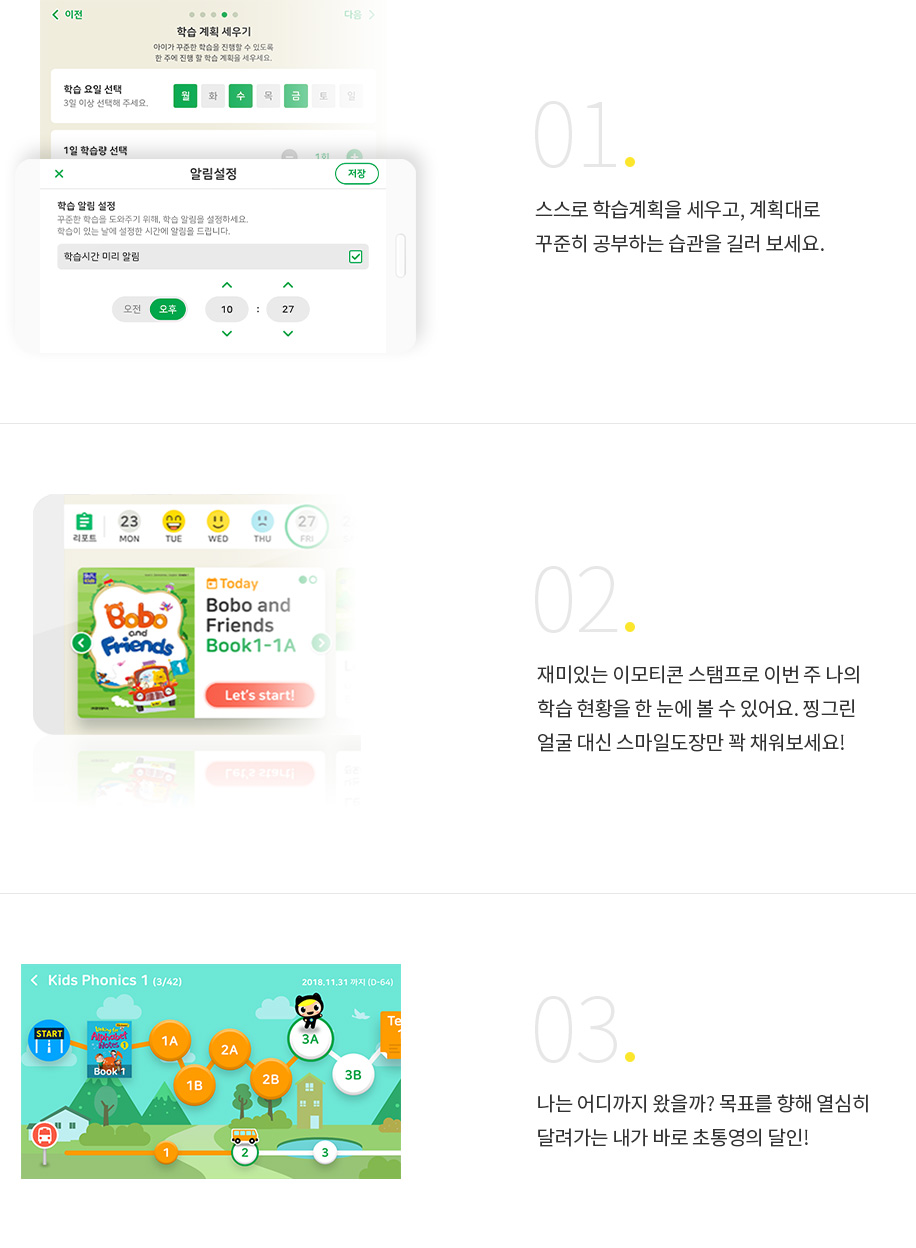 이전
다음
학습 계획 세우기
아이가 꾸준한 학습을 진행할 수 있도록
한 주에 진행 할 학습 계획을 세우세요.
학습 요일 선택
3일 이상 선택해 주세요.
월 화 수 목 금 토 일
1일 학습량 선택
1회
알림설정
저장
학습 알림 설정
꾸준한 학습을 도와주기 위해, 학습 알림을 설정하세요.
학습이 있는 날에 설정한 시간에 알림을 드립니다.
학습시간 미리 알림
오전 오후 10 : 27
01.
스스로 학습계획을 세우고, 계획대로
꾸준히 공부하는 습관을 길러 보세요.
리포트
23 MON
TUE
WED
THU
27 FRI
Bobo and Friends 1
Today
Bobo and
Friends
Book1-1A
Let's start!
02.
재미있는 이모티콘 스탬프로 이번 주 나의
학습 현황을 한 눈에 볼 수 있어요. 찡그린
얼굴 대신 스마일도장만 꽉 채워보세요!
Kids Phonics 1 (3/42)
2018.11.31 까지 (D-64)
START
Alphabet
Notes
Book 1
1A
1B
2A
2B
3A
3B
Te
1
2
3
03.
나는 어디까지 왔을까? 목표를 향해 열심히
달려가는 내가 바로 초통영의 달인!